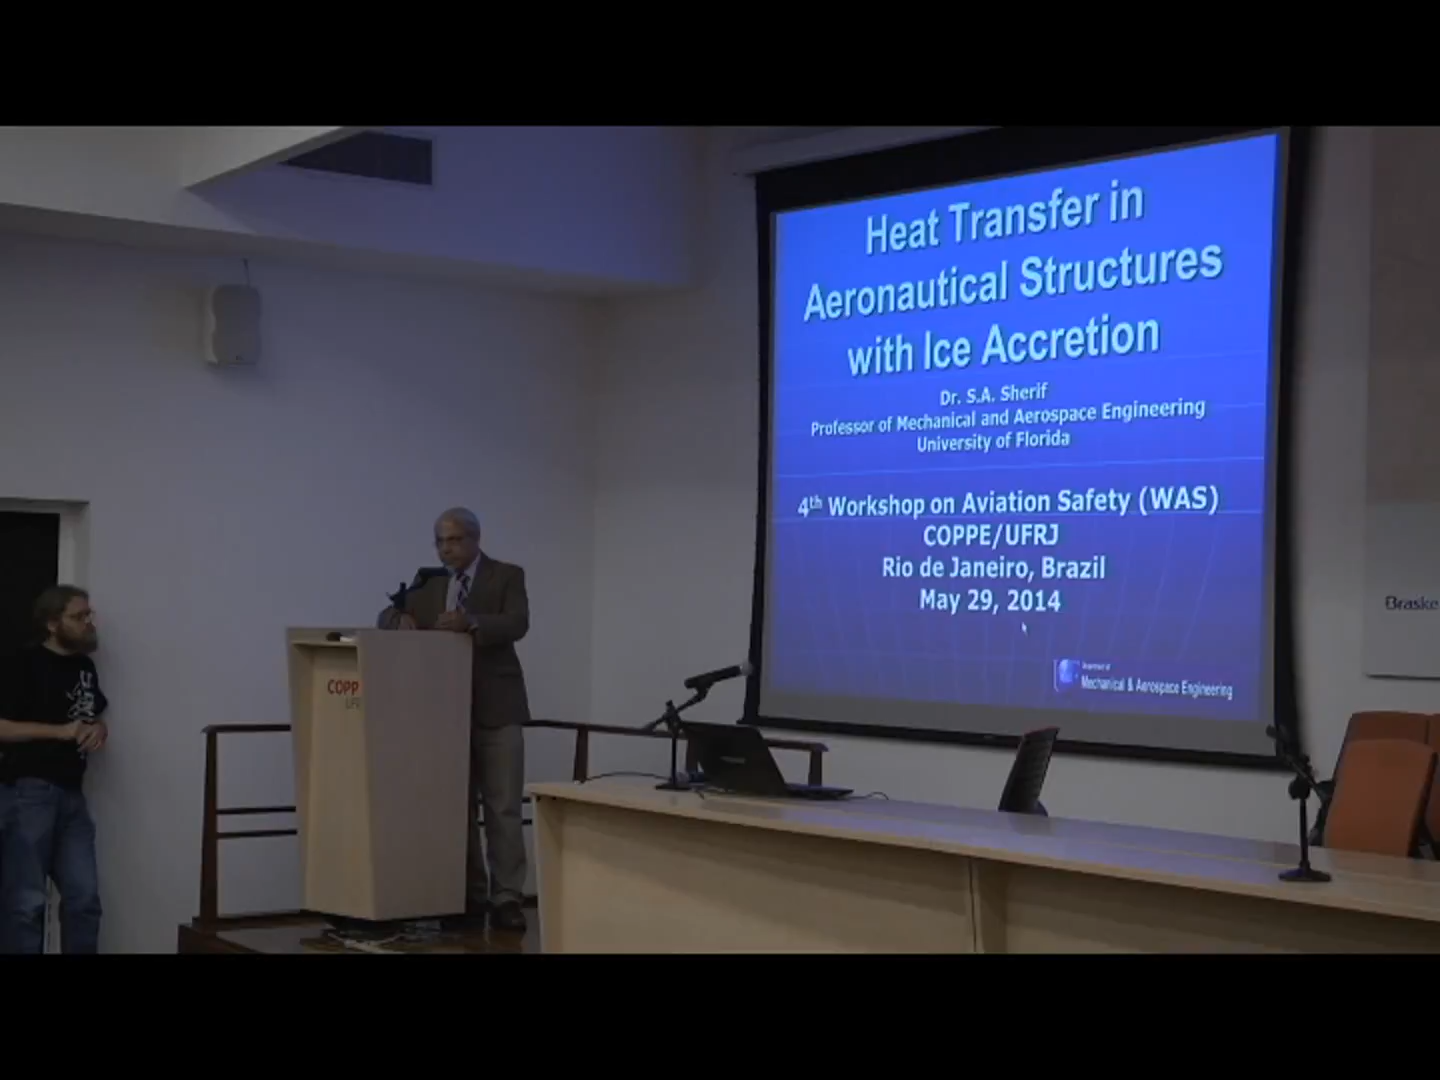 Heat Transfer in
Aeronautical Structures
with Ice Accretion
Dr. S.A. Sherif
Professor of Mechanical and Aerospace Engineering
University of Florida
4th Workshop on Aviation Safety (WAS)
COPPE/UFRJ
Rio de Janeiro, Brazil
May 29, 2014
Mechanical & Aerospace Engineering
COPP
Braske